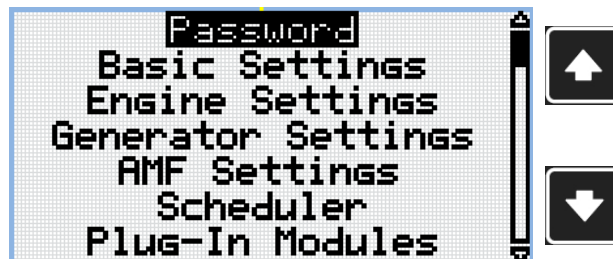 Password
Basic Settings
Engine Settings
Generator Settings
AMF Settings
Scheduler
Plug-In Modules